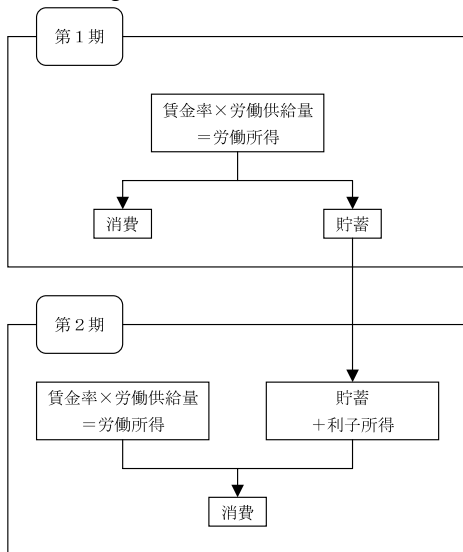 第１期
賃金率×労働供給量
＝労働所得
消費
貯蓄
第２期
賃金率×労働供給量
＝労働所得
貯蓄
＋利子所得
消費